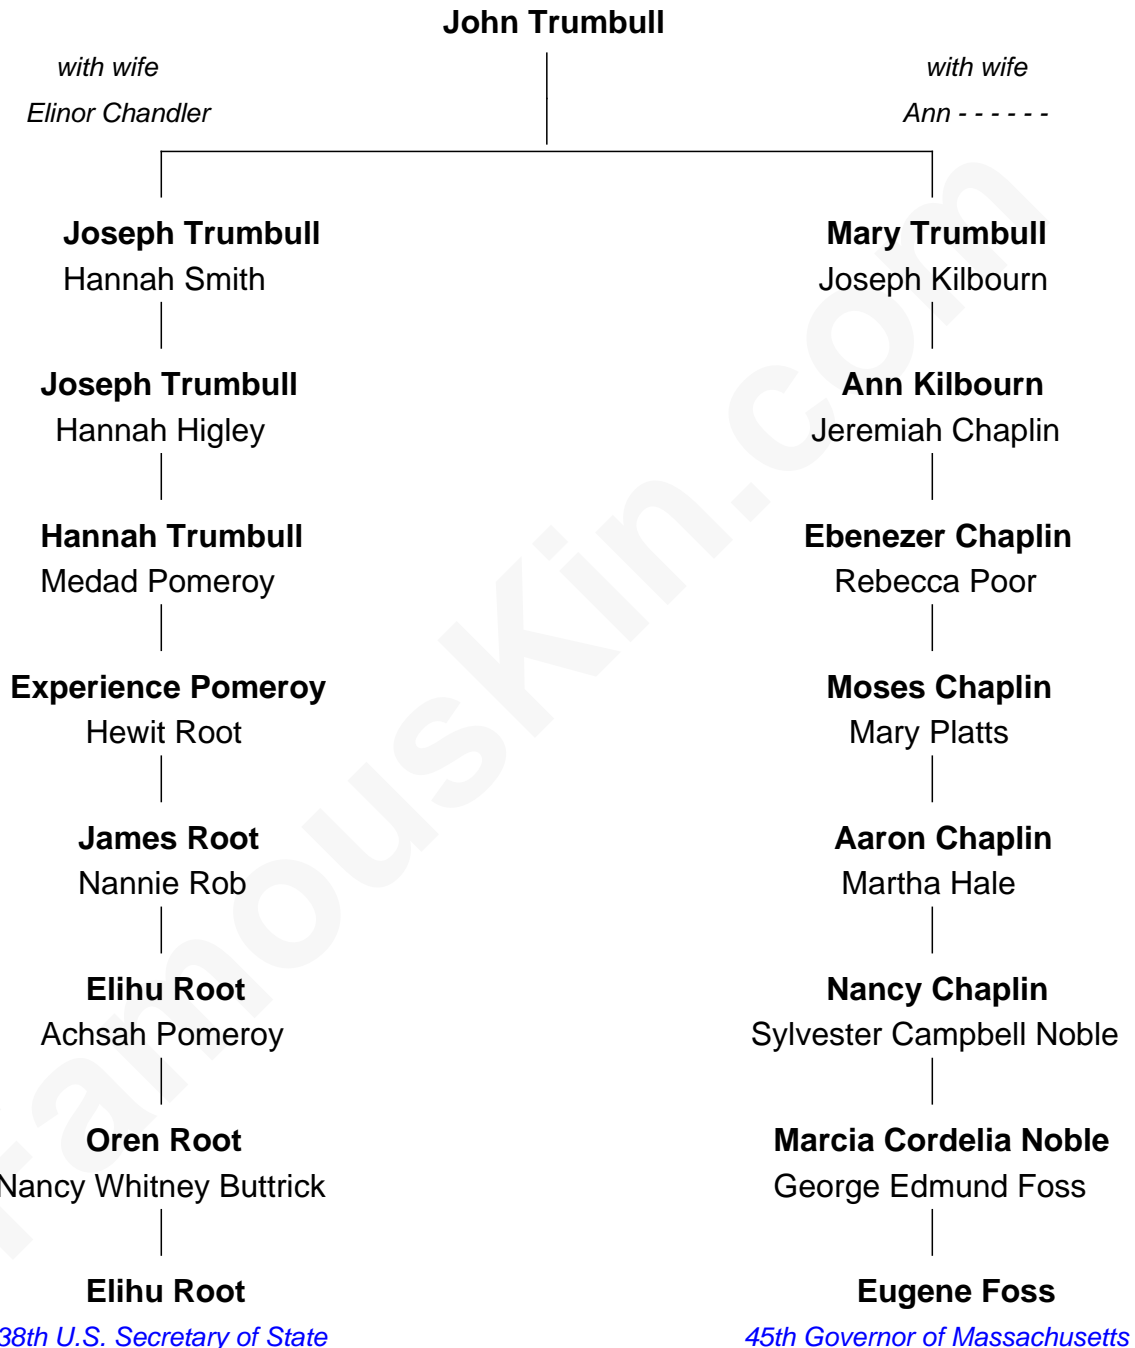 John Trumbull
with wife
Elinor Chandler
with wife
Ann - - - - - -
Joseph Trumbull
Hannah Smith
Mary Trumbull
Joseph Kilbourn
Joseph Trumbull
Hannah Higley
Ann Kilbourn
Jeremiah Chaplin
Hannah Trumbull
Medad Pomeroy
Ebenezer Chaplin
Rebecca Poor
Experience Pomeroy
Hewit Root
Moses Chaplin
Mary Platts
James Root
Nannie Rob
Aaron Chaplin
Martha Hale
Elihu Root
Achsah Pomeroy
Nancy Chaplin
Sylvester Campbell Noble
Oren Root
Nancy Whitney Buttrick
Marcia Cordelia Noble
George Edmund Foss
Elihu Root
38th U.S. Secretary of State
Eugene Foss
45th Governor of Massachusetts
FamousKin.com